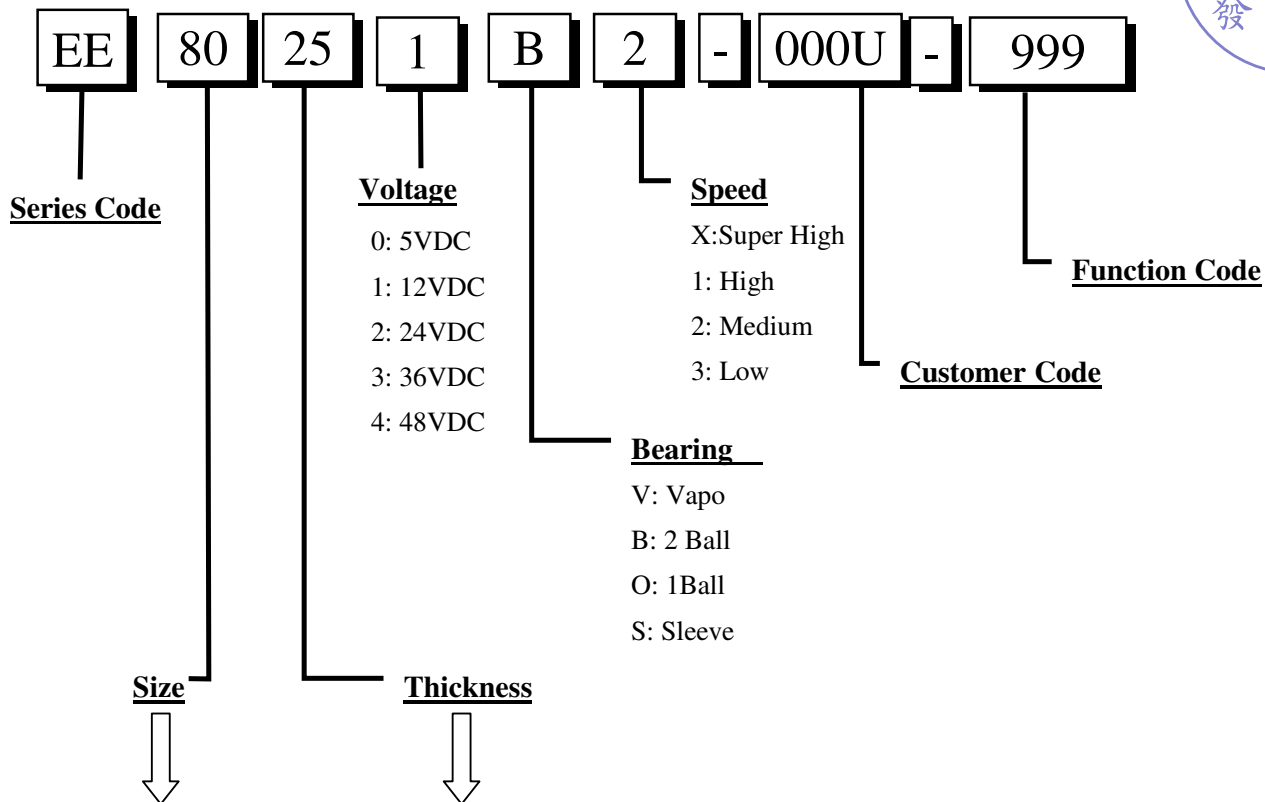 EE 80 25 1 B 2 - 000U - 999
發
Series Code
Voltage
0: 5VDC
1: 12VDC
2: 24VDC
3: 36VDC
4: 48VDC
Speed
X:Super High
1: High
2: Medium
3: Low
Function Code
Customer Code
Bearing
V: Vapo
B: 2 Ball
O: 1Ball
S: Sleeve
Size
Thickness